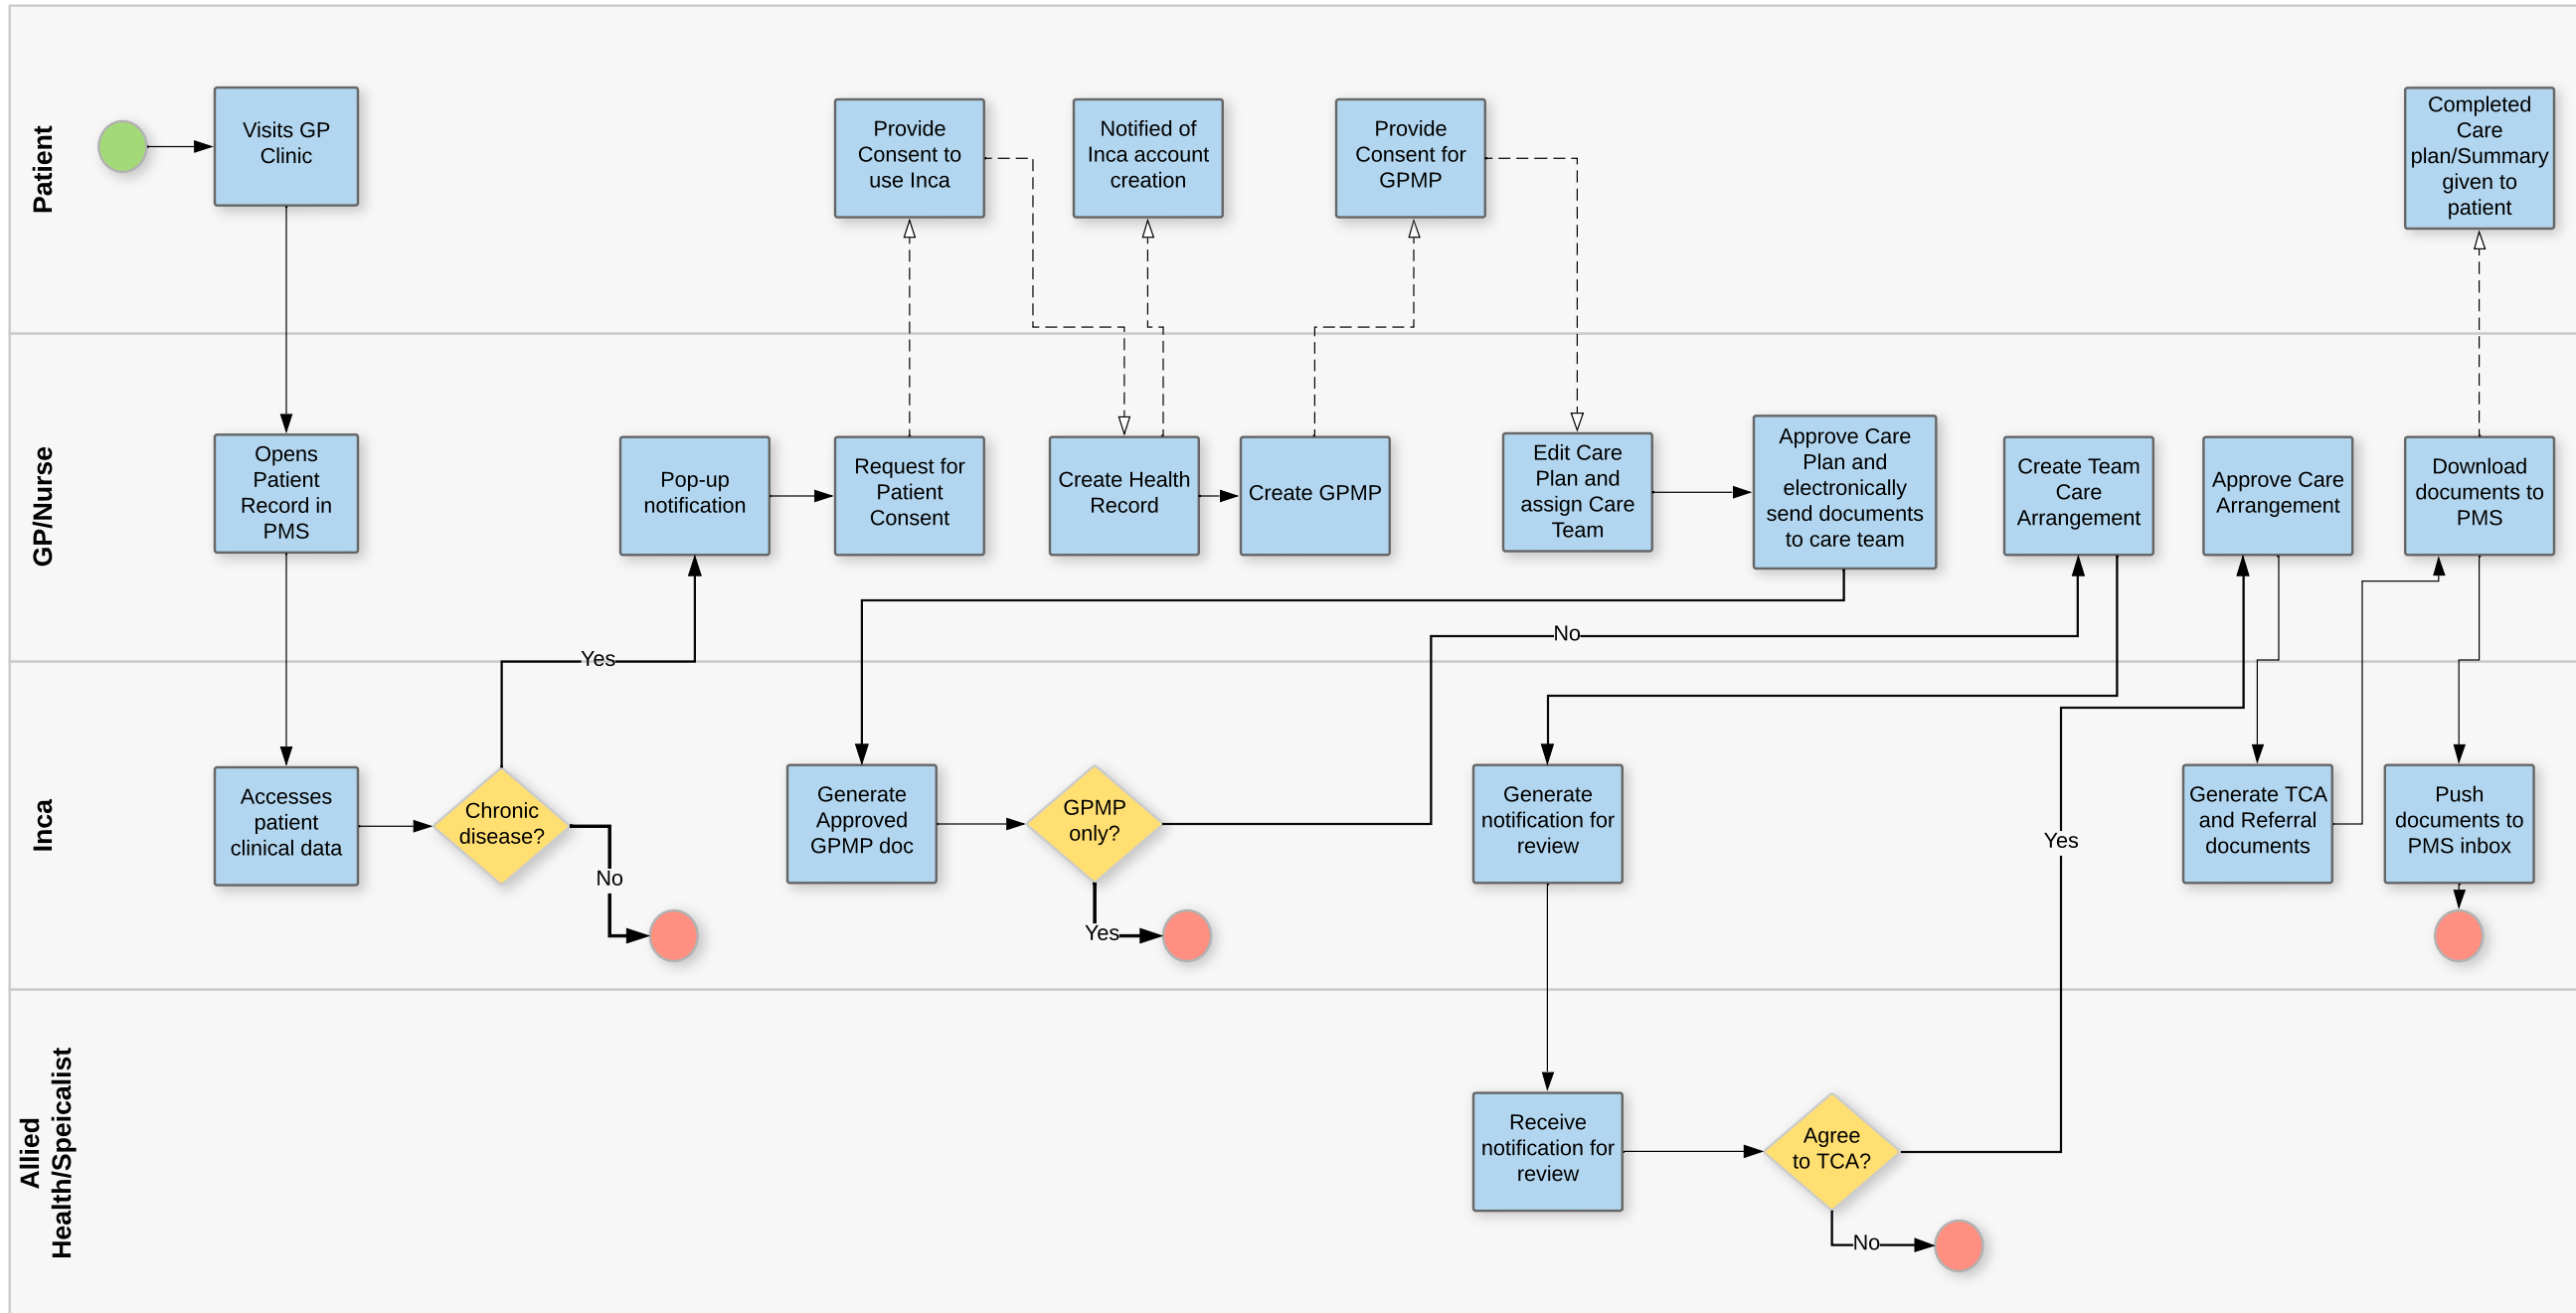 Patient
Visits GP
Clinic
Provide
Consent to
use Inca
Notified of
Inca account
creation
Provide
Consent for
GPMP
Completed
Care
plan/Summary
given to
patient
GP/Nurse
Opens
Patient
Record in
PMS
Pop-up
notification
Request for
Patient
Consent
Create Health
Record
Create GPMP
Edit Care
Plan and
assign Care
Team
Approve Care
Plan and
electronically
send documents
to care team
Create Team
Care
Arrangement
Approve Care
Arrangement
Download
documents to
PMS
No
Yes
Inca
Accesses
patient
clinical data
Chronic
disease?
No
Generate
Approved
GPMP doc
GPMP
only?
Yes
Generate
notification for
review
Yes
Generate TCA
and Referral
documents
Push
documents to
PMS inbox
Allied
Health/Speicalist
Receive
notification for
review
Agree
to TCA?
No